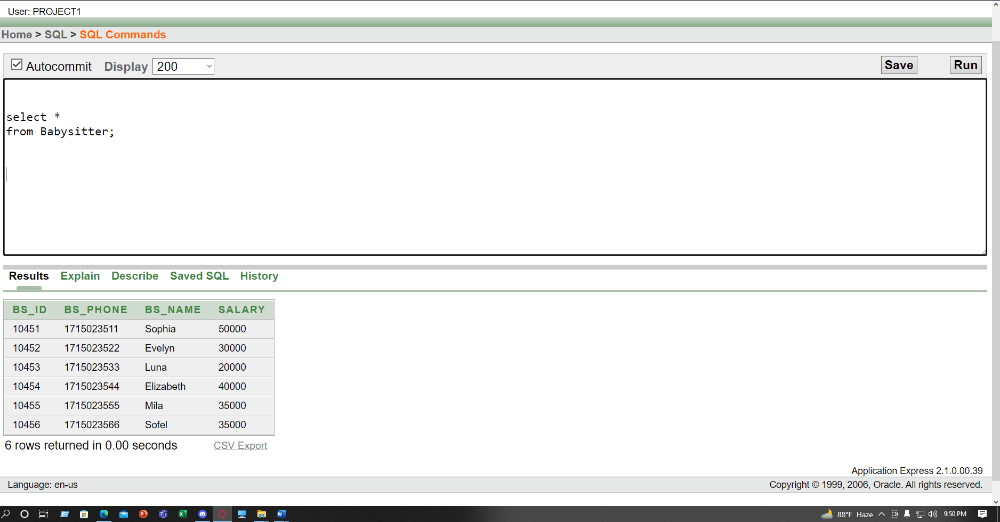 User: PROJECT1
Home > SQL > SQL Commands
Autocommit Display 200 Save Run
select *
from Babysitter;
Results Explain Describe Saved SQL History
BS_ID BS_PHONE BS_NAME SALARY
10451 1715023511 Sophia 50000
10452 1715023522 Evelyn 30000
10453 1715023533 Luna 20000
10454 1715023544 Elizabeth 40000
10455 1715023555 Mila 35000
10456 1715023566 Sofel 35000
6 rows returned in 0.00 seconds CSV Export
Application Express 2.1.0.00.39
Language: en-us Copyright © 1999, 2006, Oracle. All rights reserved.
88°F Haze 9:50 PM